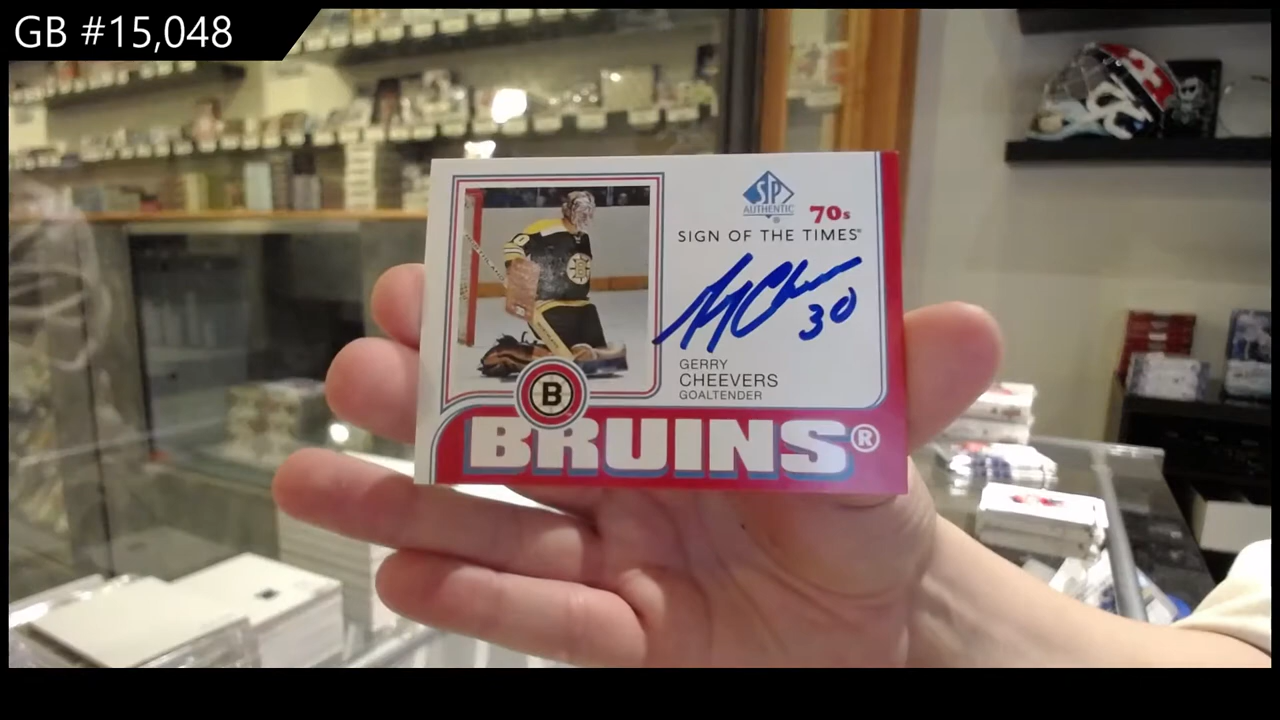 GB #15,048
SP
AUTHENTIC
®
70s
SIGN OF THE TIMES®
30
GERRY
CHEEVERS
GOALTENDER
B
BRUINS®